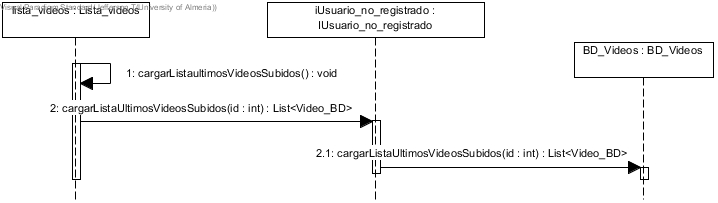 lista_videos : Lista_videos
iUsuario_no_registrado :
IUsuario_no_registrado
BD_Videos : BD_Videos
1: cargarListaultimosVideosSubidos() : void
2: cargarListaUltimosVideosSubidos(id : int) : List<Video_BD>
2.1: cargarListaUltimosVideosSubidos(id : int) : List<Video_BD>